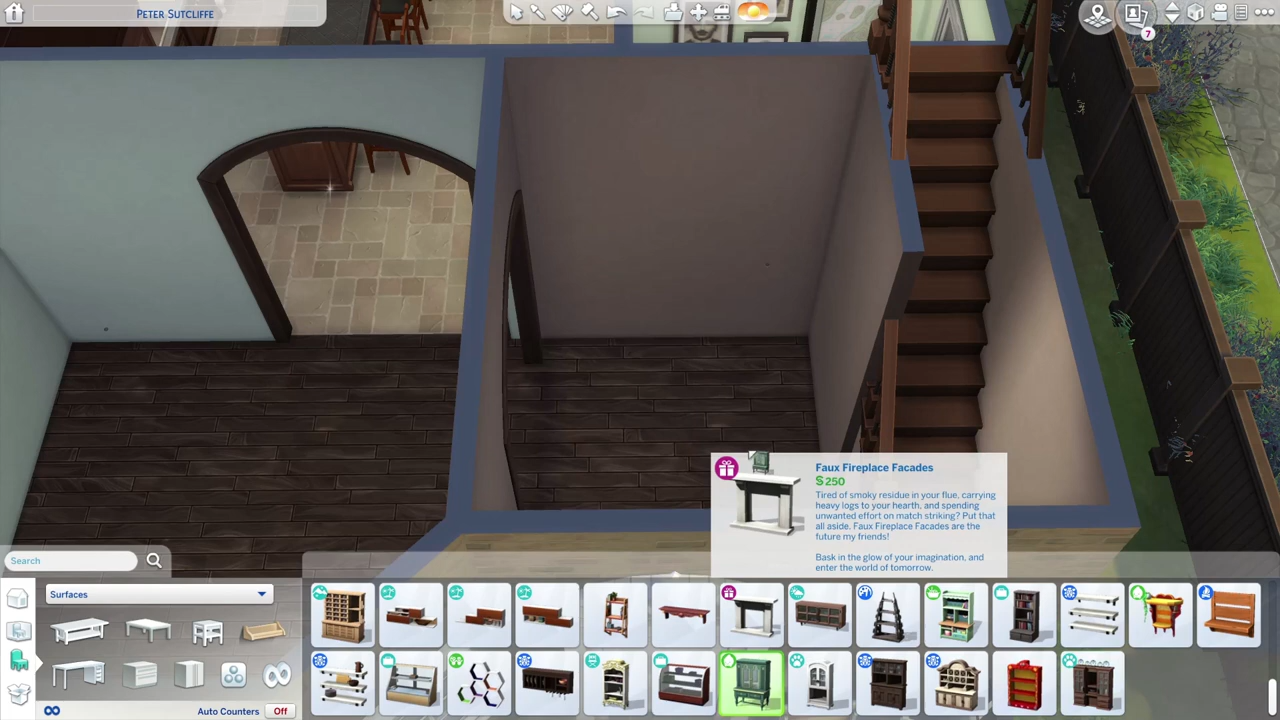 Peter Sutcliffe
7
Faux Fireplace Facades
§250
Tired of smoky residue in your flue, carrying
heavy logs to your hearth, and spending
unwanted effort on match striking? Put that
all aside. Faux Fireplace Facades are the
future my friends!
Bask in the glow of your imagination, and
enter the world of tomorrow.
Search
Surfaces
Auto Counters
Off